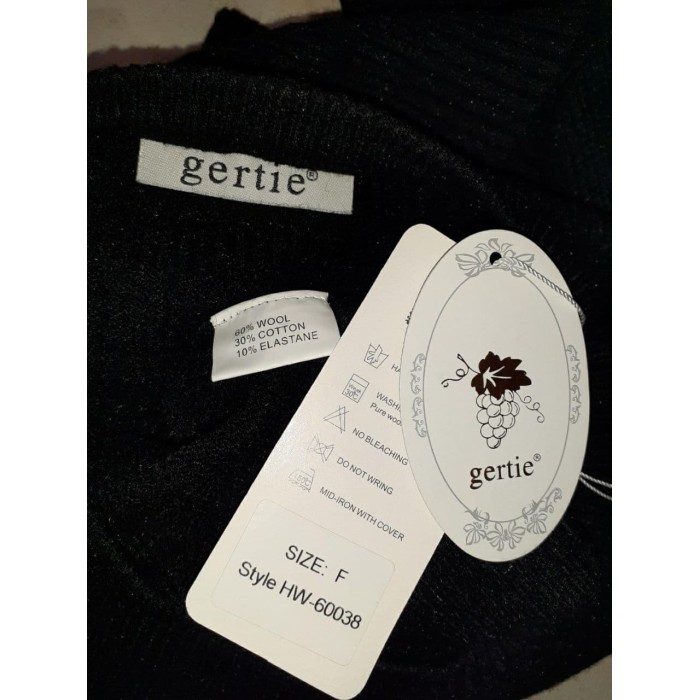 gertie®
60% WOOL
30% COTTON
10% ELASTANE
NO BLEACHING
DO NOT WRING
MID-IRON WITH COVER
SIZE: F
Style HW-60038
gertie®